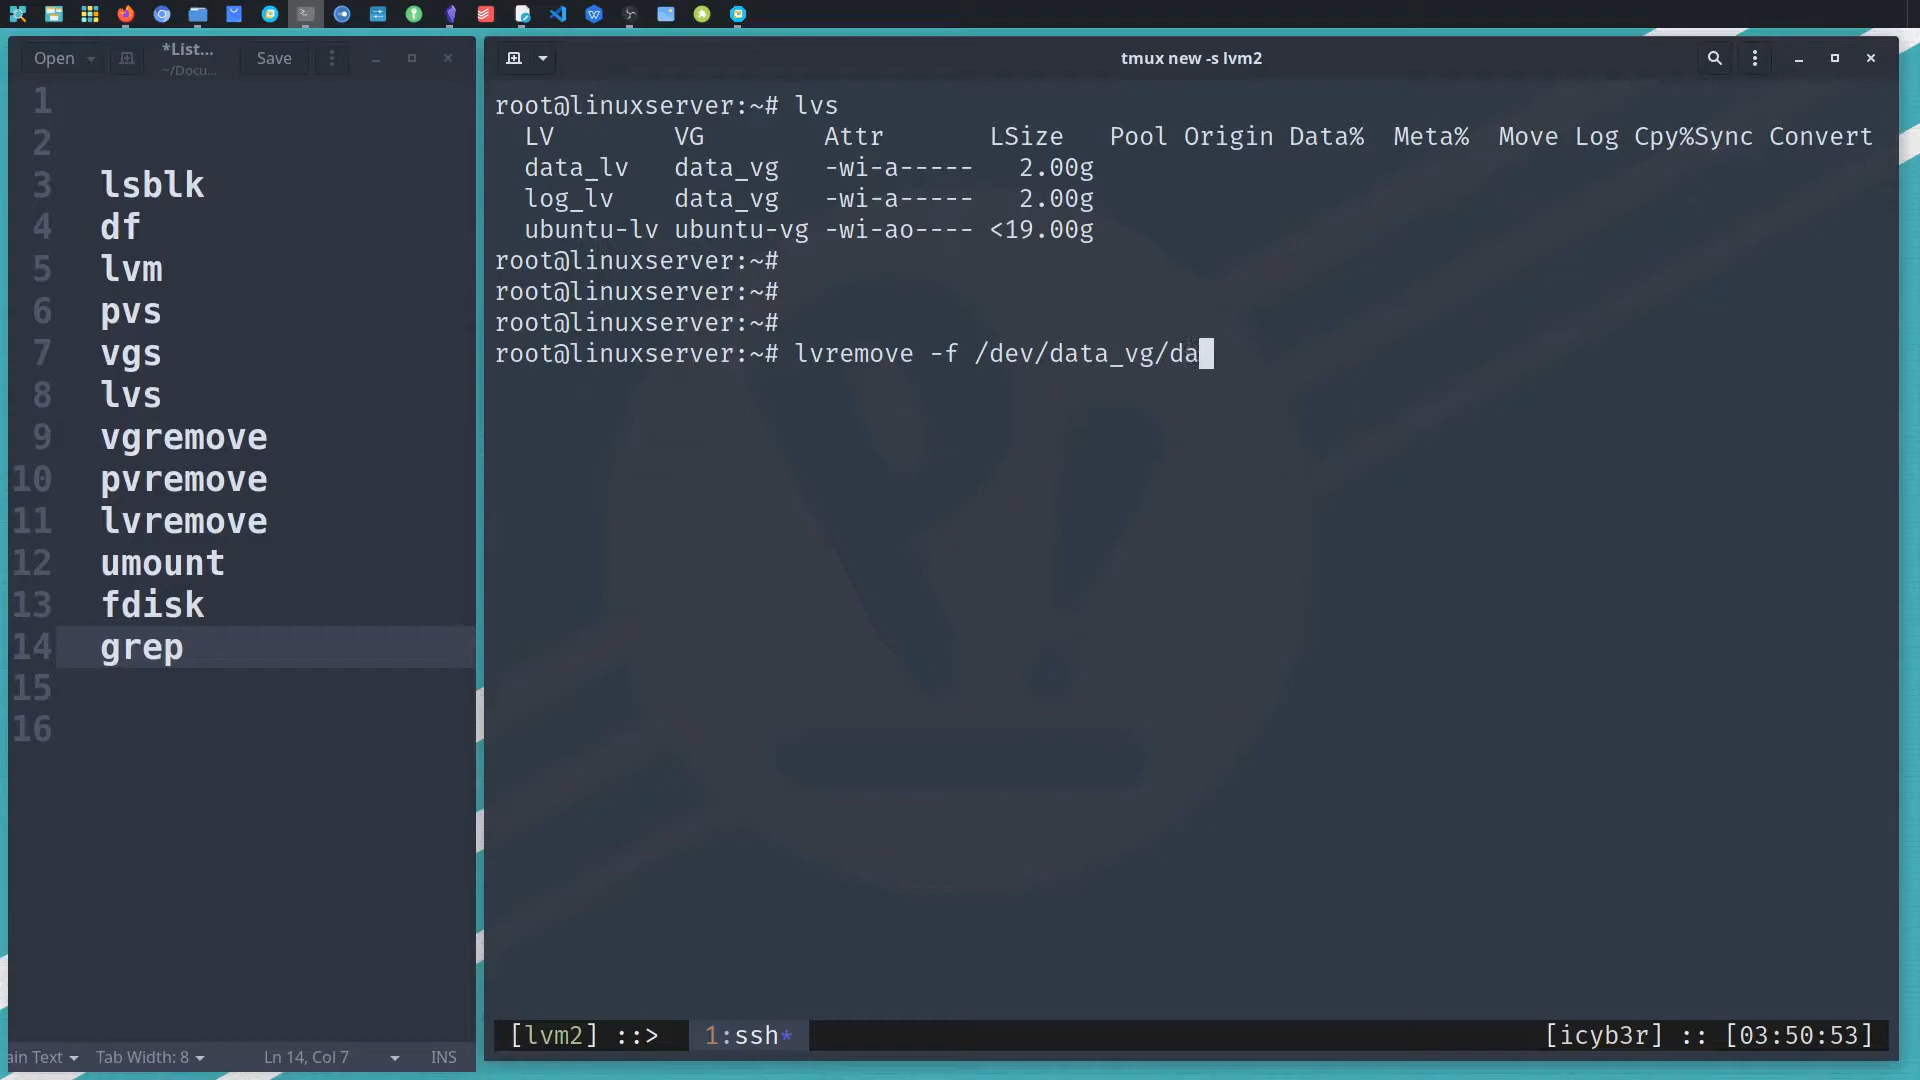 Open
*List...
~/Docu...
Save
1
2
3 lsblk
4 df
5 lvm
6 pvs
7 vgs
8 lvs
9 vgremove
10 pvremove
11 lvremove
12 umount
13 fdisk
14 grep
15
16
ain Text Tab Width: 8 Ln 14, Col 7 INS
tmux new -s lvm2
root@linuxserver:~# lvs
LV VG Attr LSize Pool Origin Data% Meta% Move Log Cpy%Sync Convert
data_lv data_vg -wi-a----- 2.00g
log_lv data_vg -wi-a----- 2.00g
ubuntu-lv ubuntu-vg -wi-ao---- <19.00g
root@linuxserver:~#
root@linuxserver:~#
root@linuxserver:~#
root@linuxserver:~# lvremove -f /dev/data_vg/da
[lvm2] ::> 1:ssh* [icyb3r] :: [03:50:53]